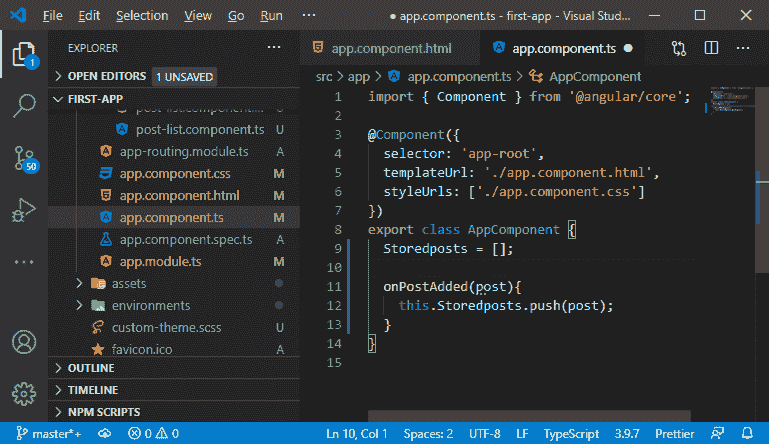 File Edit Selection View Go Run ··· app.component.ts - first-app - Visual Stud...
EXPLORER ···
OPEN EDITORS 1 UNSAVED
FIRST-APP
post-list.component.... U
post-list.component.ts U
app-routing.module.ts A
app.component.css M
app.component.html M
app.component.ts M
app.component.spec.ts A
app.module.ts M
assets
environments
custom-theme.scss U
favicon.ico A
OUTLINE
TIMELINE
NPM SCRIPTS
1
50
app.component.html app.component.ts ● ···
src > app > app.component.ts > AppComponent
1 import { Component } from '@angular/core';
2
3 @Component({
4 selector: 'app-root',
5 templateUrl: './app.component.html',
6 styleUrls: ['./app.component.css']
7 })
8 export class AppComponent {
9 Storedposts = [];
10
11 onPostAdded(post){
12 this.Storedposts.push(post);
13 }
14 }
15
master*+ 0 0 Ln 10, Col 1 Spaces: 2 UTF-8 LF TypeScript 3.9.7 Prettier